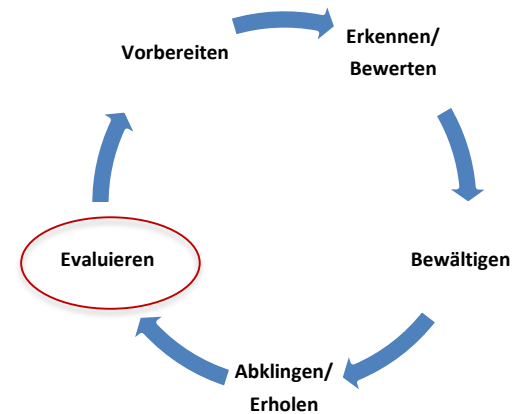 Vorbereiten
Erkennen/
Bewerten
Bewältigen
Abklingen/
Erholen
Evaluieren